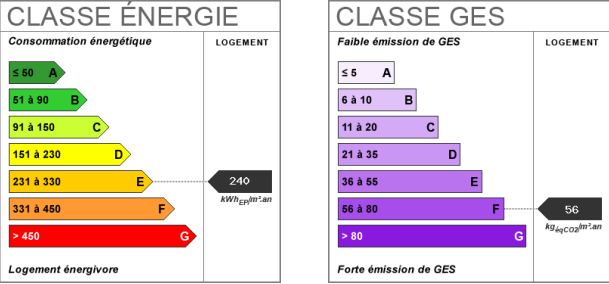 CLASSE ÉNERGIE
Consommation énergétique
LOGEMENT
≤ 50 A
51 à 90 B
91 à 150 C
151 à 230 D
231 à 330 E
240
kWhEP/m².an
331 à 450 F
> 450 G
Logement énergivore
CLASSE GES
Faible émission de GES
LOGEMENT
≤ 5 A
6 à 10 B
11 à 20 C
21 à 35 D
36 à 55 E
56 à 80 F
56
kgéqCO2/m².an
> 80 G
Forte émission de GES